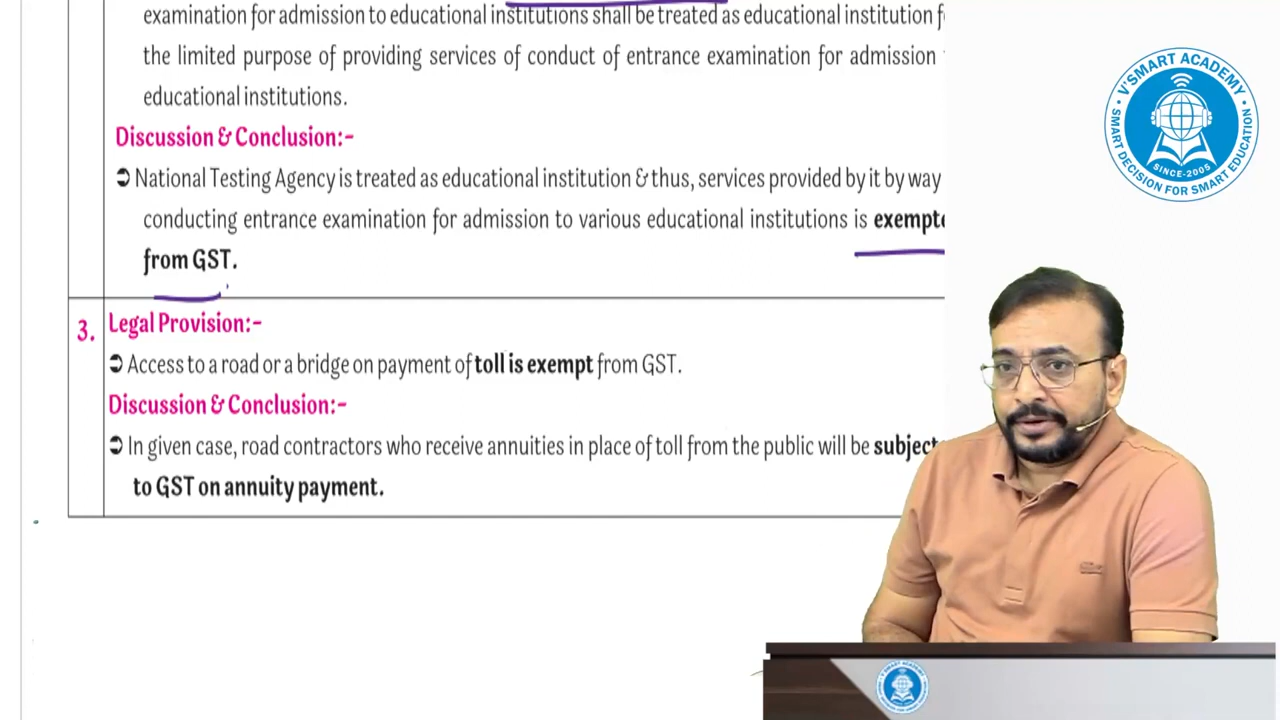 examination for admission to educational institutions shall be treated as educational institution f
the limited purpose of providing services of conduct of entrance examination for admission
educational institutions.
Discussion & Conclusion:-
➲ National Testing Agency is treated as educational institution & thus, services provided by it by way
conducting entrance examination for admission to various educational institutions is exempte
from GST.
3. Legal Provision:-
➲ Access to a road or a bridge on payment of toll is exempt from GST.
Discussion & Conclusion:-
➲ In given case, road contractors who receive annuities in place of toll from the public will be subject
to GST on annuity payment.
V'SMART ACADEMY
SINCE-2005
SMART DECISION FOR SMART EDUCATION